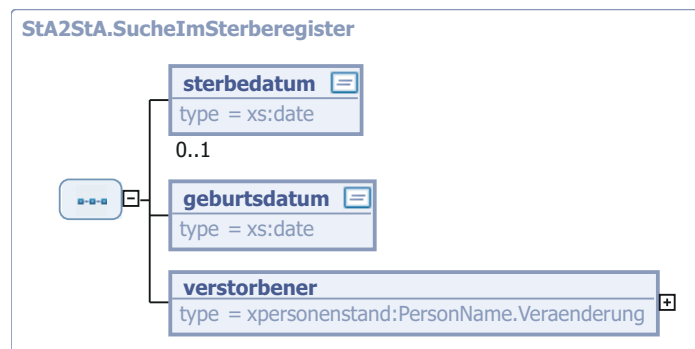 StA2StA.SucheImSterberegister
sterbedatum
type = xs:date
0..1
geburtsdatum
type = xs:date
verstorbener
type = xpersonenstand:PersonName.Veraenderung